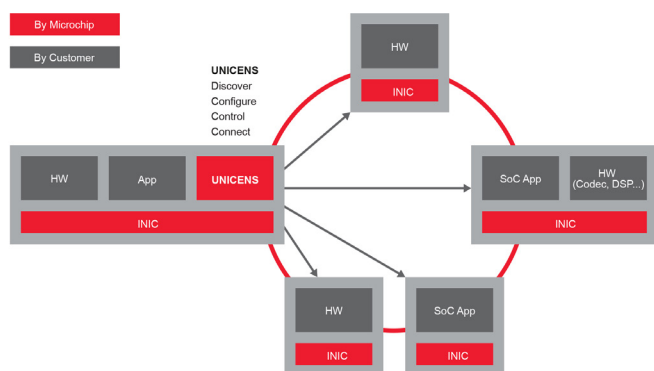 By Microchip
By Customer
UNICENS
Discover
Configure
Control
Connect
HW
INIC
HW
App
UNICENS
INIC
SoC App
HW
(Codec, DSP...)
INIC
HW
INIC
SoC App
INIC